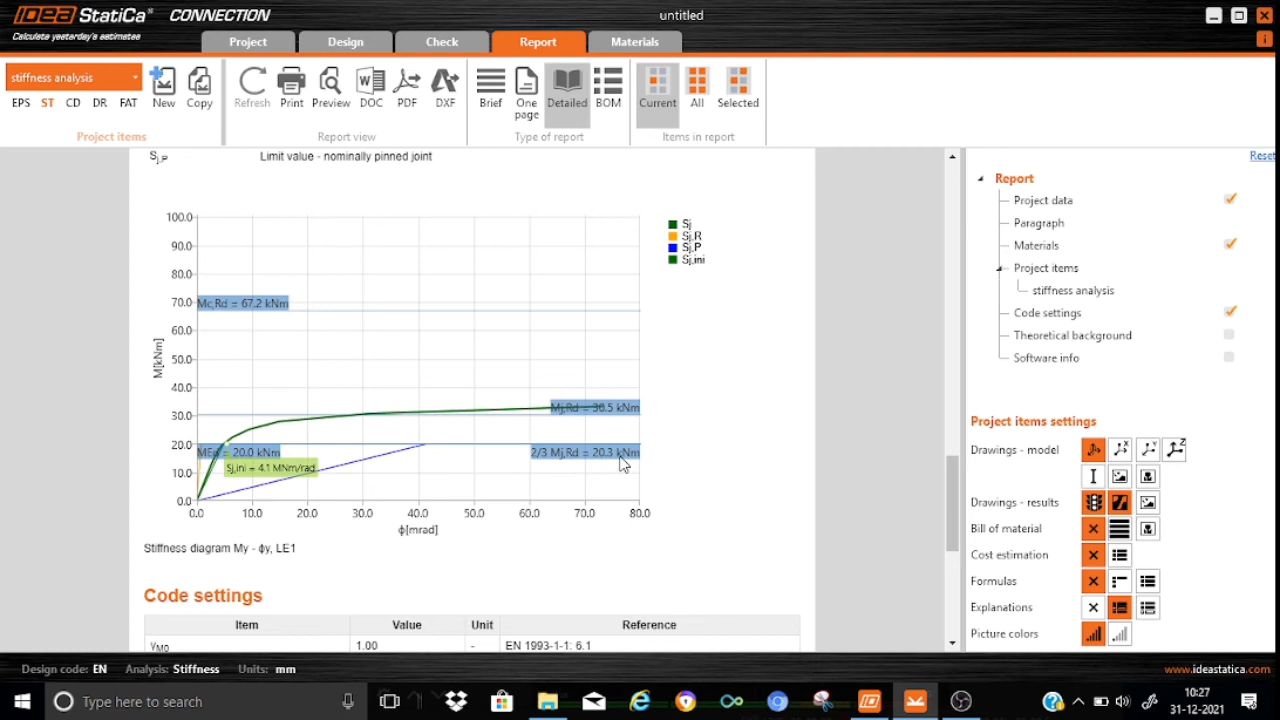 IDEA StatiCa® CONNECTION
Calculate yesterday's estimates
untitled
Project
Design
Check
Report
Materials
stiffness analysis
EPS ST CD DR FAT
New
Copy
Project items
Refresh
Print
Preview
DOC
PDF
DXF
Report view
Brief
One page
Detailed
BOM
Type of report
Current
All
Selected
Items in report
Sj,P Limit value - nominally pinned joint
100.0
90.0
80.0
70.0
60.0
50.0
40.0
30.0
20.0
10.0
0.0
M[kNm]
Mc,Rd = 67.2 kNm
Mj,Rd = 30.5 kNm
MEd = 20.0 kNm
2/3 Mj,Rd = 20.3 kNm
Sj,ini = 4.1 MNm/rad
0.0 10.0 20.0 30.0 40.0 50.0 60.0 70.0 80.0
ϕ[mrad]
Sj
Sj,R
Sj,P
Sj,ini
Stiffness diagram My - ϕy, LE1
Code settings
Item Value Unit Reference
γM0 1.00 - EN 1993-1-1: 6.1
Reset
Report
Project data
Paragraph
Materials
Project items
stiffness analysis
Code settings
Theoretical background
Software info
Project items settings
Drawings - model
Drawings - results
Bill of material
Cost estimation
Formulas
Explanations
Picture colors
Design code: EN Analysis: Stiffness Units: mm
www.ideastatica.com
Type here to search
10:27
31-12-2021